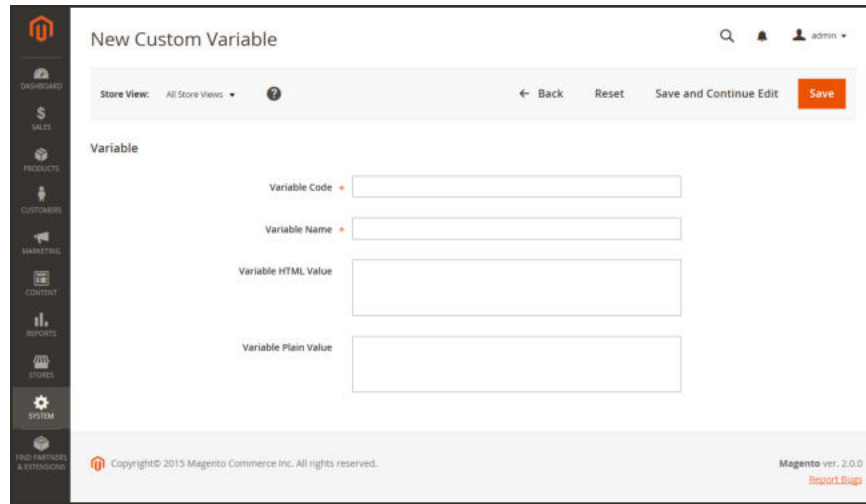 New Custom Variable
admin
DASHBOARD
SALES
PRODUCTS
CUSTOMERS
MARKETING
CONTENT
REPORTS
STORES
SYSTEM
FIND PARTNERS
& EXTENSIONS
Store View: All Store Views ? ← Back Reset Save and Continue Edit Save
Variable
Variable Code *
Variable Name *
Variable HTML Value
Variable Plain Value
Copyright© 2015 Magento Commerce Inc. All rights reserved.
Magento ver. 2.0.0
Report Bugs